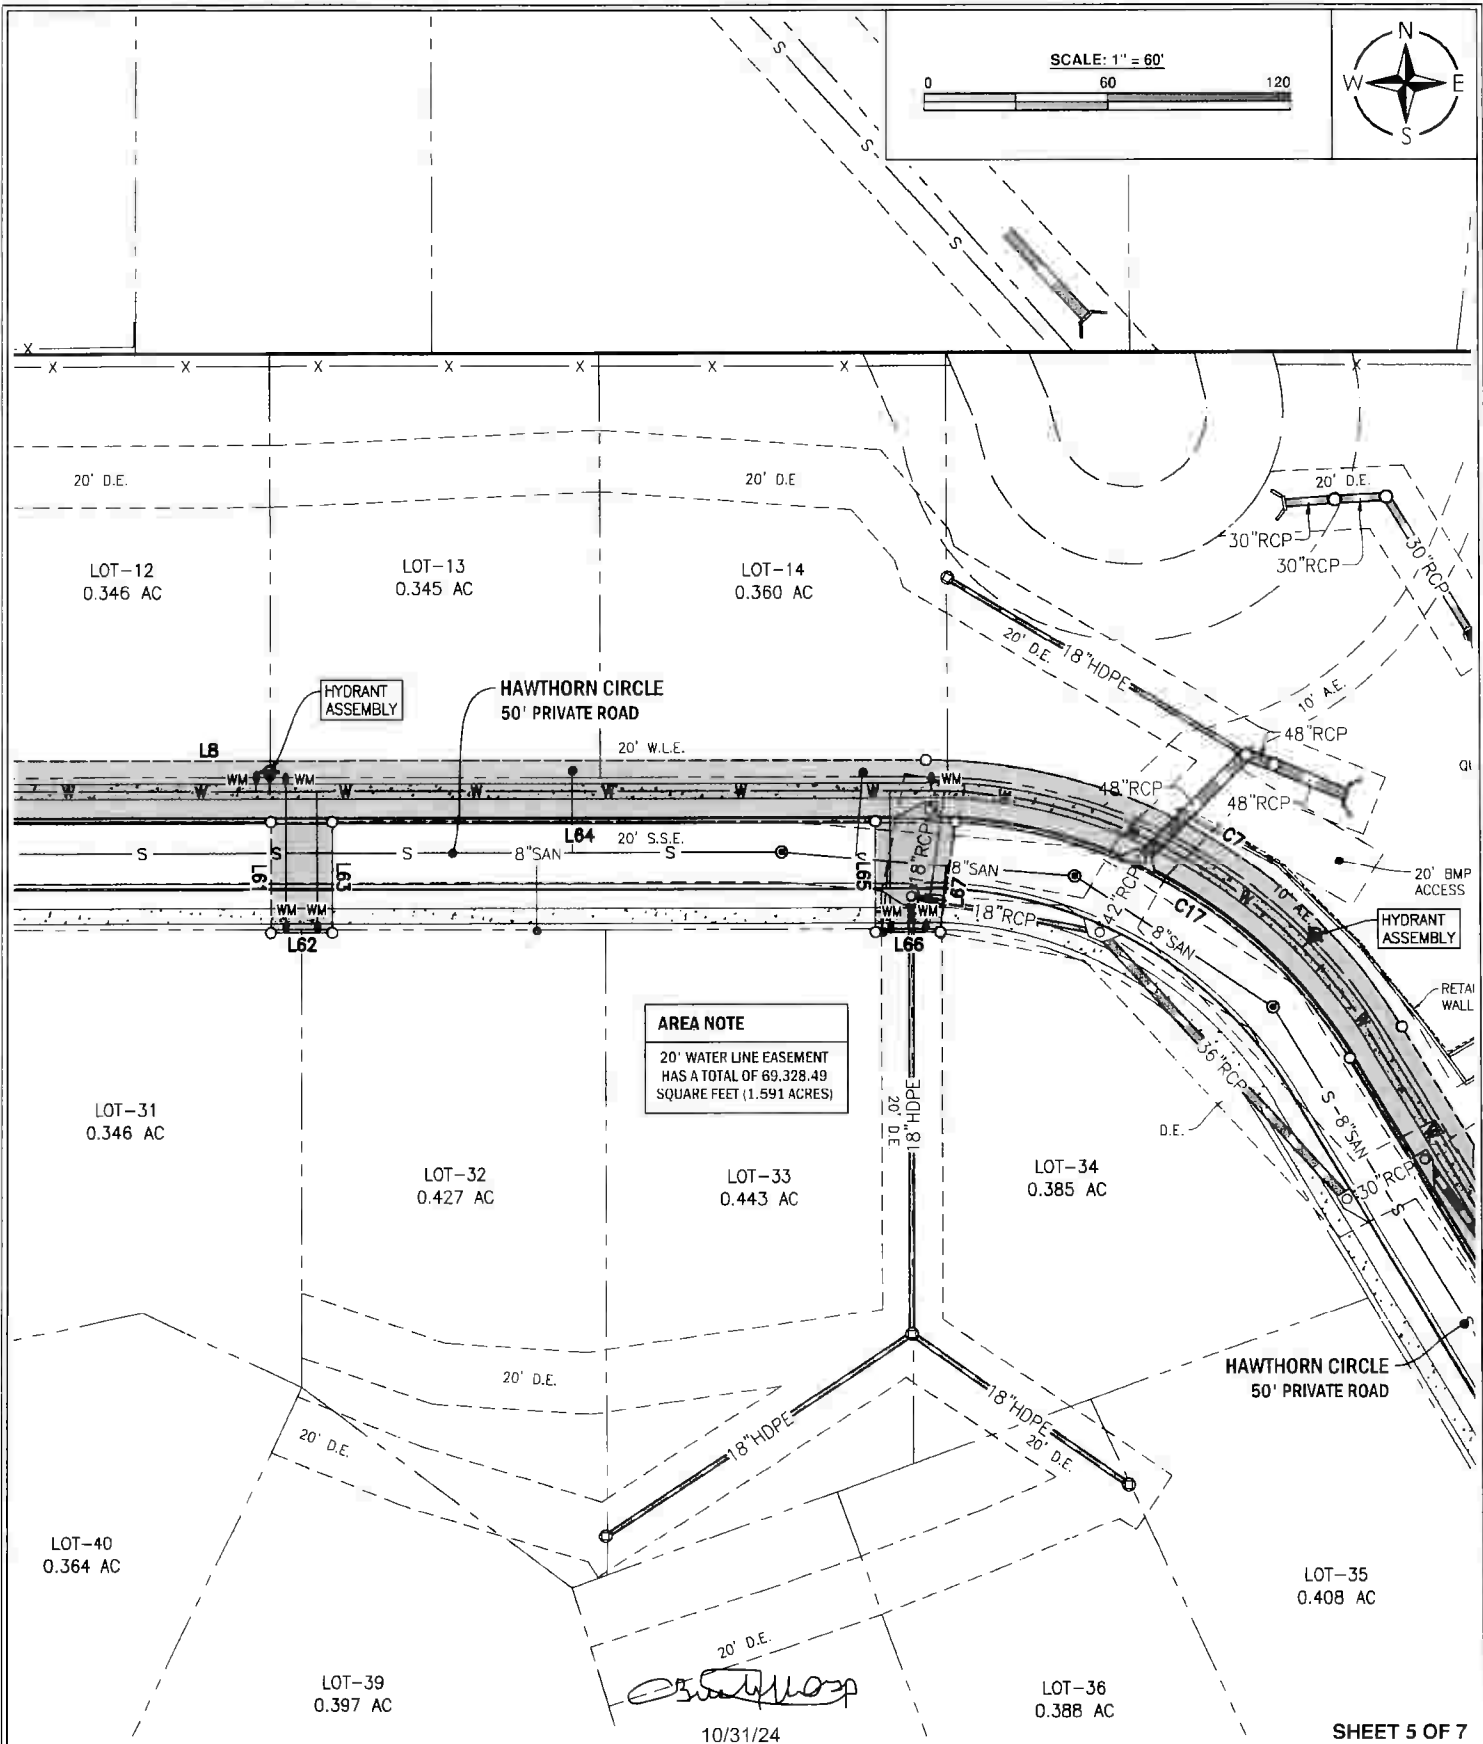 SCALE: 1" = 60'
0 60 120
N
W E
S
S
S
S
X
X X X X X X X X
20' D.E.
20' D.E
20' D.E.
30"RCP
30"RCP
30"RCP
LOT-12
0.346 AC
LOT-13
0.345 AC
LOT-14
0.360 AC
20' D.E.
18"HDPE
10' A.E.
48"RCP
48"RCP
48"RCP
HYDRANT
ASSEMBLY
HAWTHORN CIRCLE
50' PRIVATE ROAD
L8
20' W.L.E.
WM WM WM
W W W W W W W
L64
20' S.S.E.
S S S 8"SAN S
L61
L63
L65
18"RCP
L67
8"SAN
C7
20' BMP
ACCESS
10' A.E.
HYDRANT
ASSEMBLY
WM WM
L62
WM WM
L66
18"RCP
42"RCP
C17
8"SAN
W
W
W
RETAI
WALL
AREA NOTE
20' WATER LINE EASEMENT
HAS A TOTAL OF 69,328.49
SQUARE FEET (1.591 ACRES)
36"RCP
S-8"SAN
D.E.
30"RCP
S
20' D.E
18"HDPE
LOT-31
0.346 AC
LOT-32
0.427 AC
LOT-33
0.443 AC
LOT-34
0.385 AC
HAWTHORN CIRCLE
50' PRIVATE ROAD
S
20' D.E.
20' D.E.
18"HDPE
18"HDPE
20' D.E.
LOT-40
0.364 AC
LOT-35
0.408 AC
20' D.E.
LOT-39
0.397 AC
LOT-36
0.388 AC
10/31/24
SHEET 5 OF 7